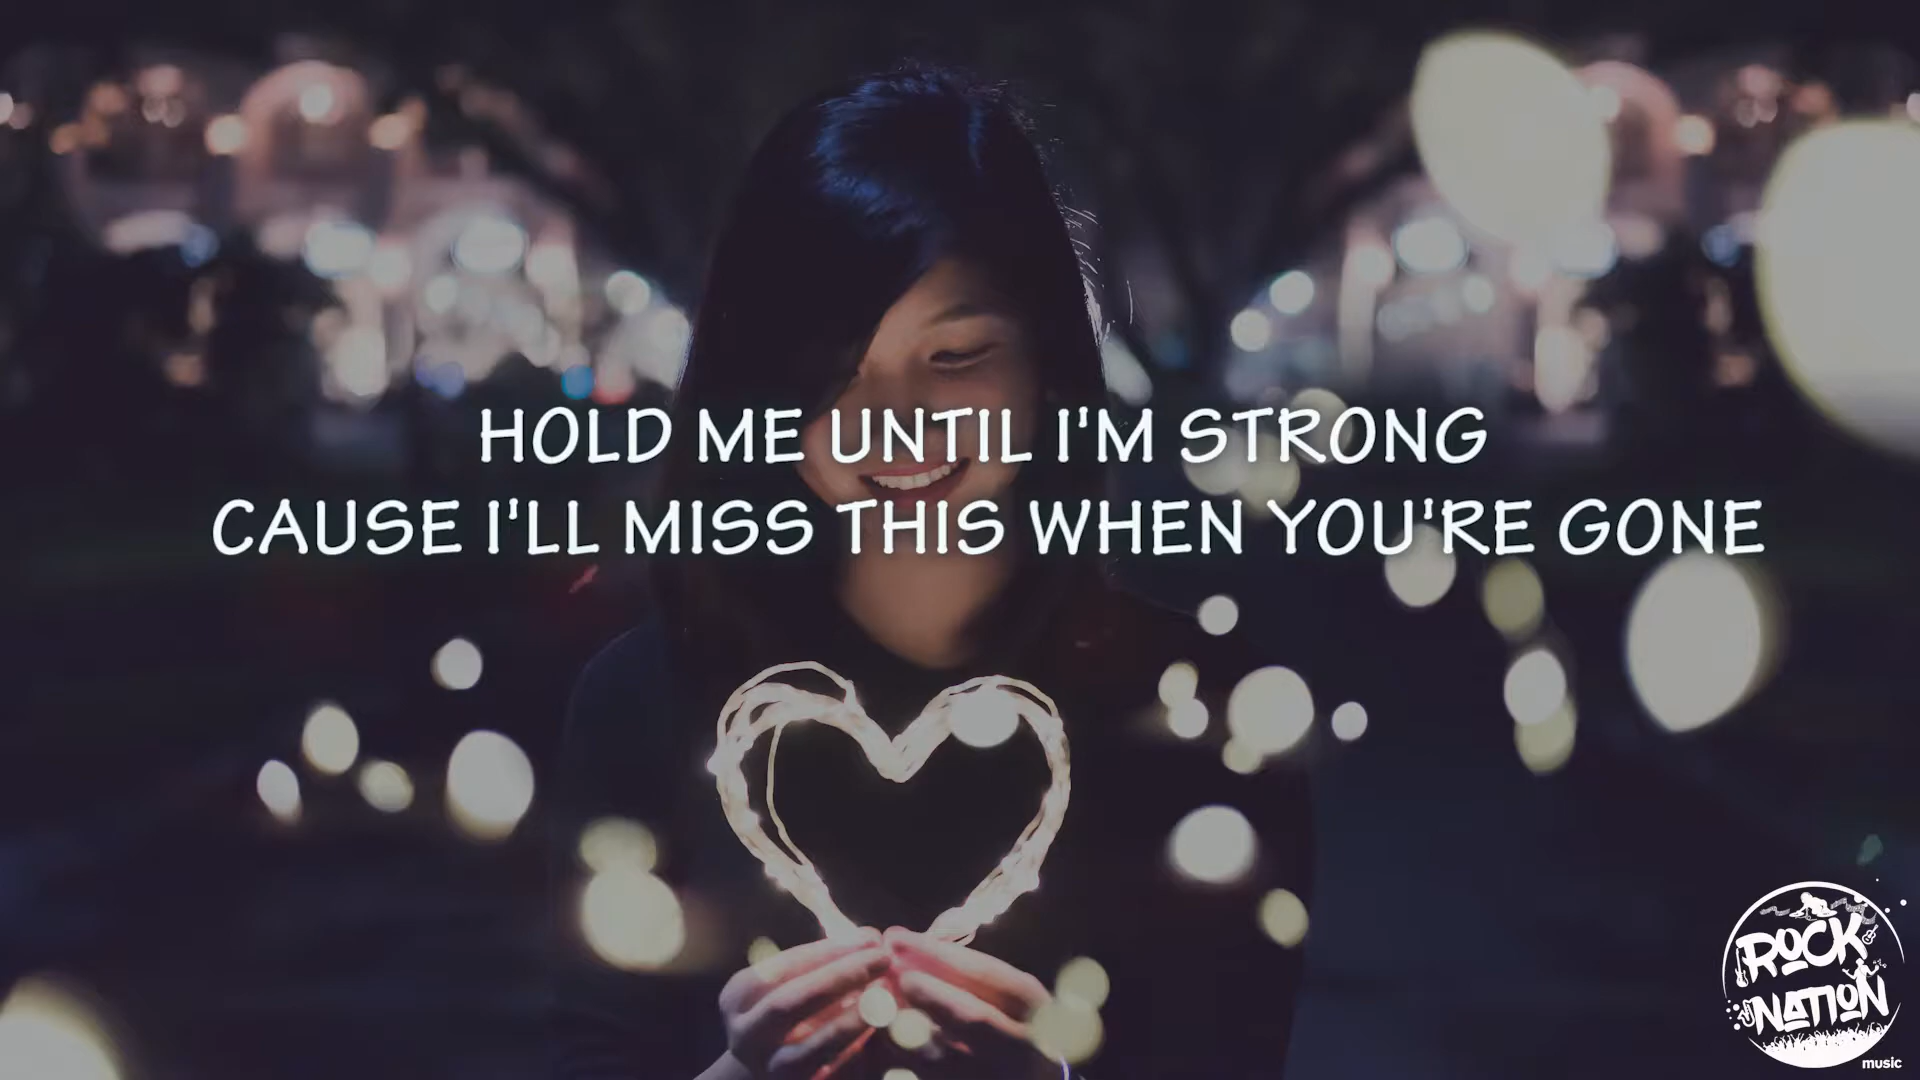 HOLD ME UNTIL I'M STRONG
CAUSE I'LL MISS THIS WHEN YOU'RE GONE
ROCK
NATION
music